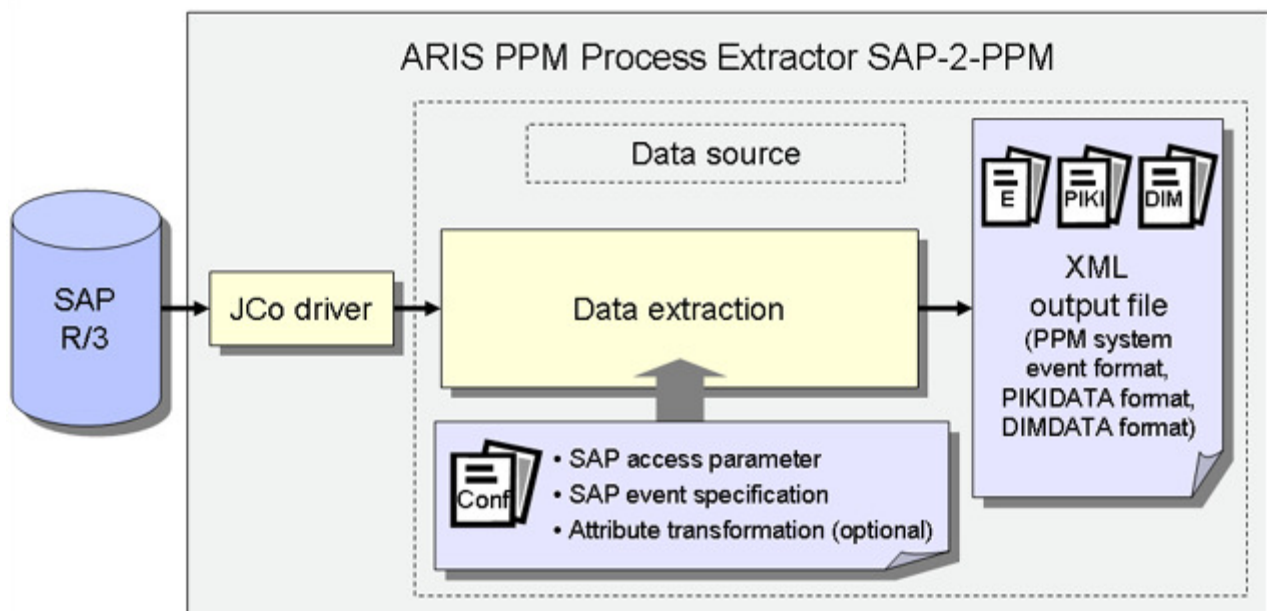 ARIS PPM Process Extractor SAP-2-PPM
Data source
SAP
R/3
JCo driver
Data extraction
E
PIKI
DIM
XML
output file
(PPM system
event format,
PIKIDATA format,
DIMDATA format)
Conf
• SAP access parameter
• SAP event specification
• Attribute transformation (optional)